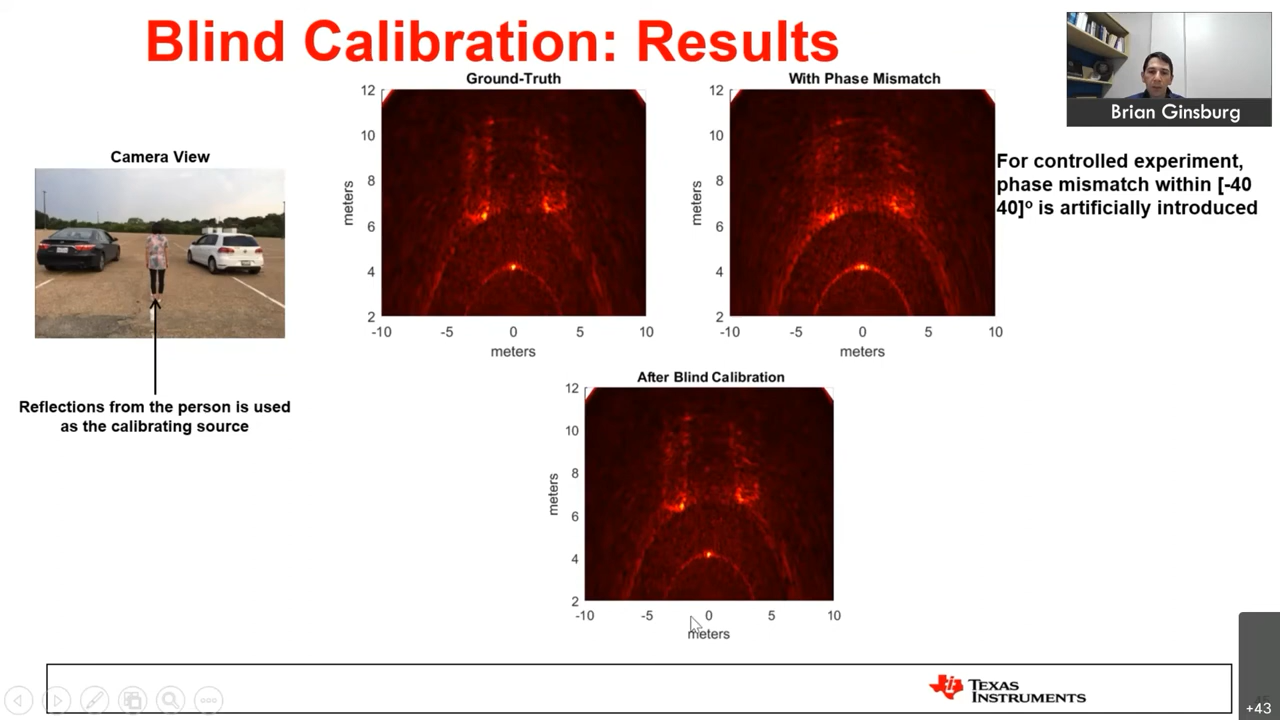 Blind Calibration: Results
Brian Ginsburg
Camera View
Reflections from the person is used
as the calibrating source
Ground-Truth
12
10
8
6
4
2
meters
-10
-5
0
5
10
meters
With Phase Mismatch
12
10
8
6
4
2
meters
-10
-5
0
5
10
meters
For controlled experiment,
phase mismatch within [-40
40]º is artificially introduced
After Blind Calibration
12
10
8
6
4
2
meters
-10
-5
0
5
10
meters
TEXAS
INSTRUMENTS
+43